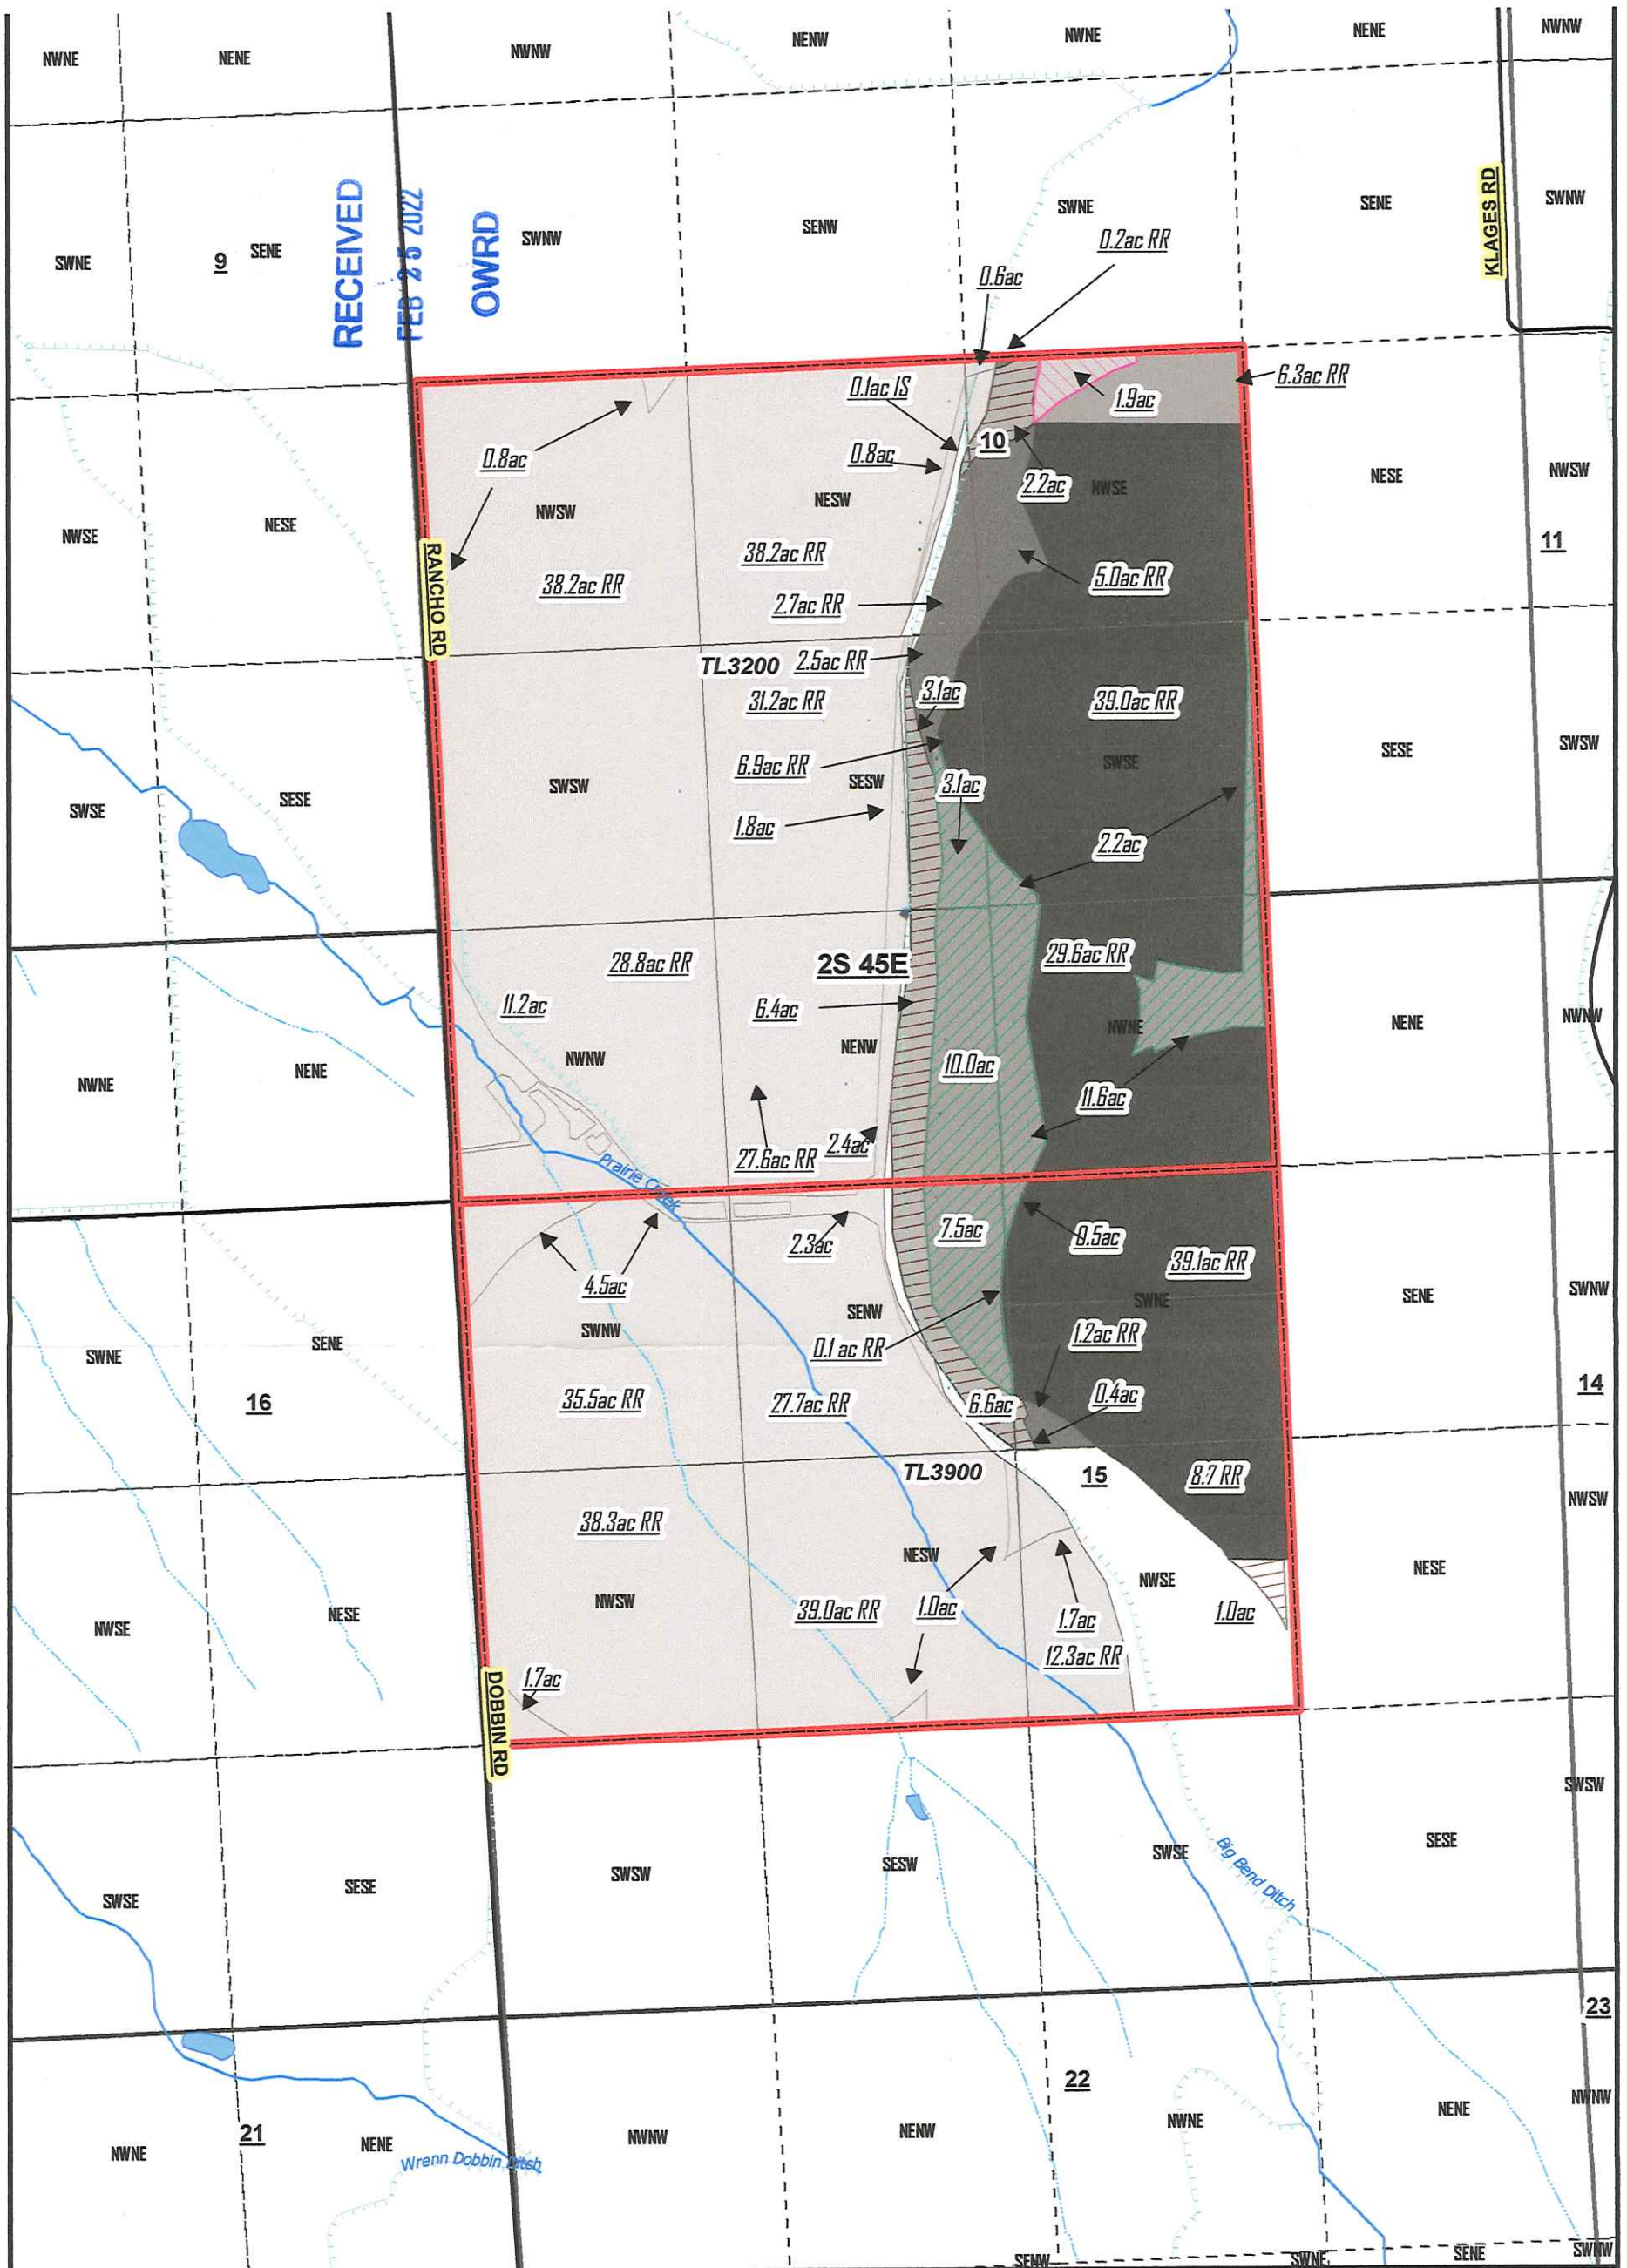 NWNE
NENE
NWNW
NENW
NWNE
NENE
NWNW
SWNE
9
SENE
RECEIVED
FEB 25 2022
OWRD
SWNW
SENW
SWNE
0.2ac RR
0.6ac
SENE
KLAGES RD
SWNW
6.3ac RR
0.1ac IS
1.9ac
10
0.8ac
0.8ac
2.2ac
NWSE
NWSE
NESE
NWSW
NESW
NESE
NWSW
11
38.2ac RR
38.2ac RR
5.0ac RR
2.7ac RR
RANCHO RD
TL3200
2.5ac RR
31.2ac RR
3.1ac
39.0ac RR
SWSE
SESE
SWSW
6.9ac RR
SESW
SWSE
SESE
SWSW
3.1ac
1.8ac
2.2ac
28.8ac RR
2S 45E
29.6ac RR
11.2ac
6.4ac
NWNE
NENE
NWNW
NENW
NWNE
NENE
NWNW
10.0ac
11.6ac
27.6ac RR
2.4ac
Prairie Creek
2.3ac
7.5ac
9.5ac
39.1ac RR
4.5ac
SENW
SWNE
SENE
SWNW
SWNE
SENE
SWNW
0.1 ac RR
1.2ac RR
16
35.5ac RR
27.7ac RR
6.6ac
0.4ac
14
TL3900
15
8.7 RR
38.3ac RR
NWSW
NESW
NWSE
NESE
NWSE
NESE
NWSW
39.0ac RR
1.0ac
1.7ac
1.0ac
12.3ac RR
1.7ac
DOBBIN RD
SWSW
SWSE
SESE
SWSW
SESW
SWSE
SESE
Big Bend Ditch
23
22
21
NWNE
NENE
NWNW
NENW
NWNE
NENE
NWNW
Wrenn Dobbin Ditch
SENW
SWNE
SENE
SWNW